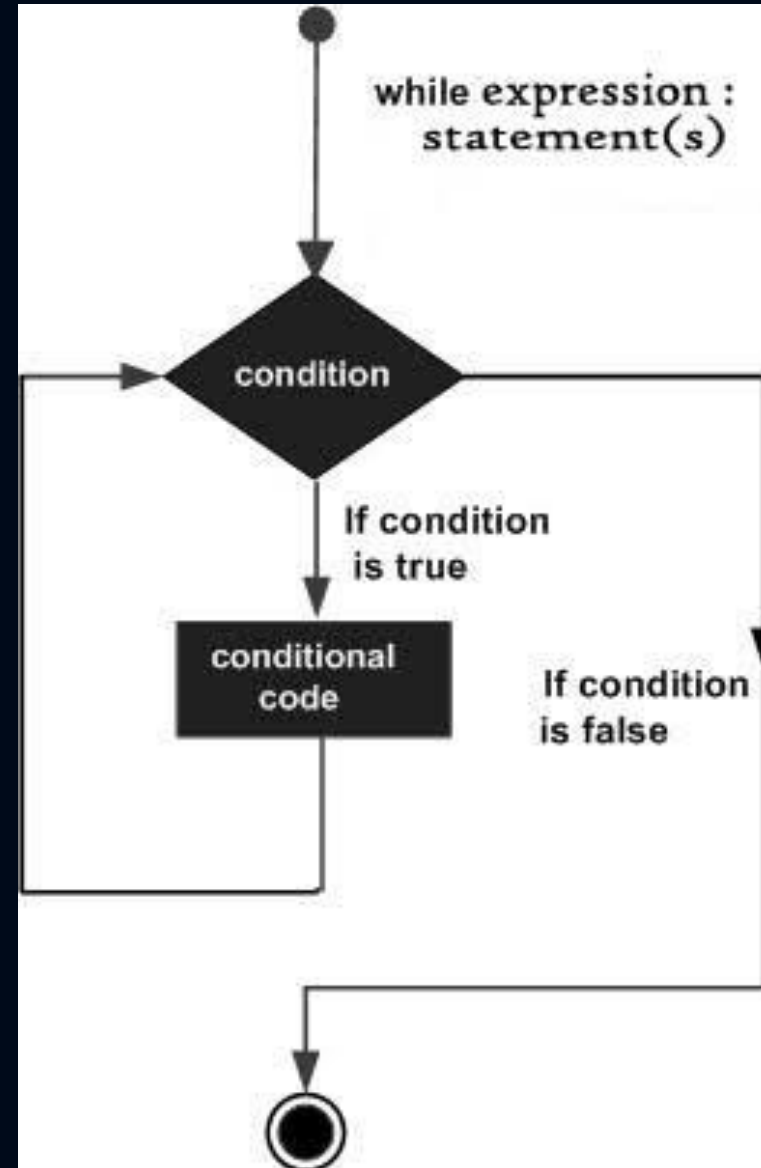 while expression :
statement(s)
condition
If condition
is true
conditional
code
If condition
is false